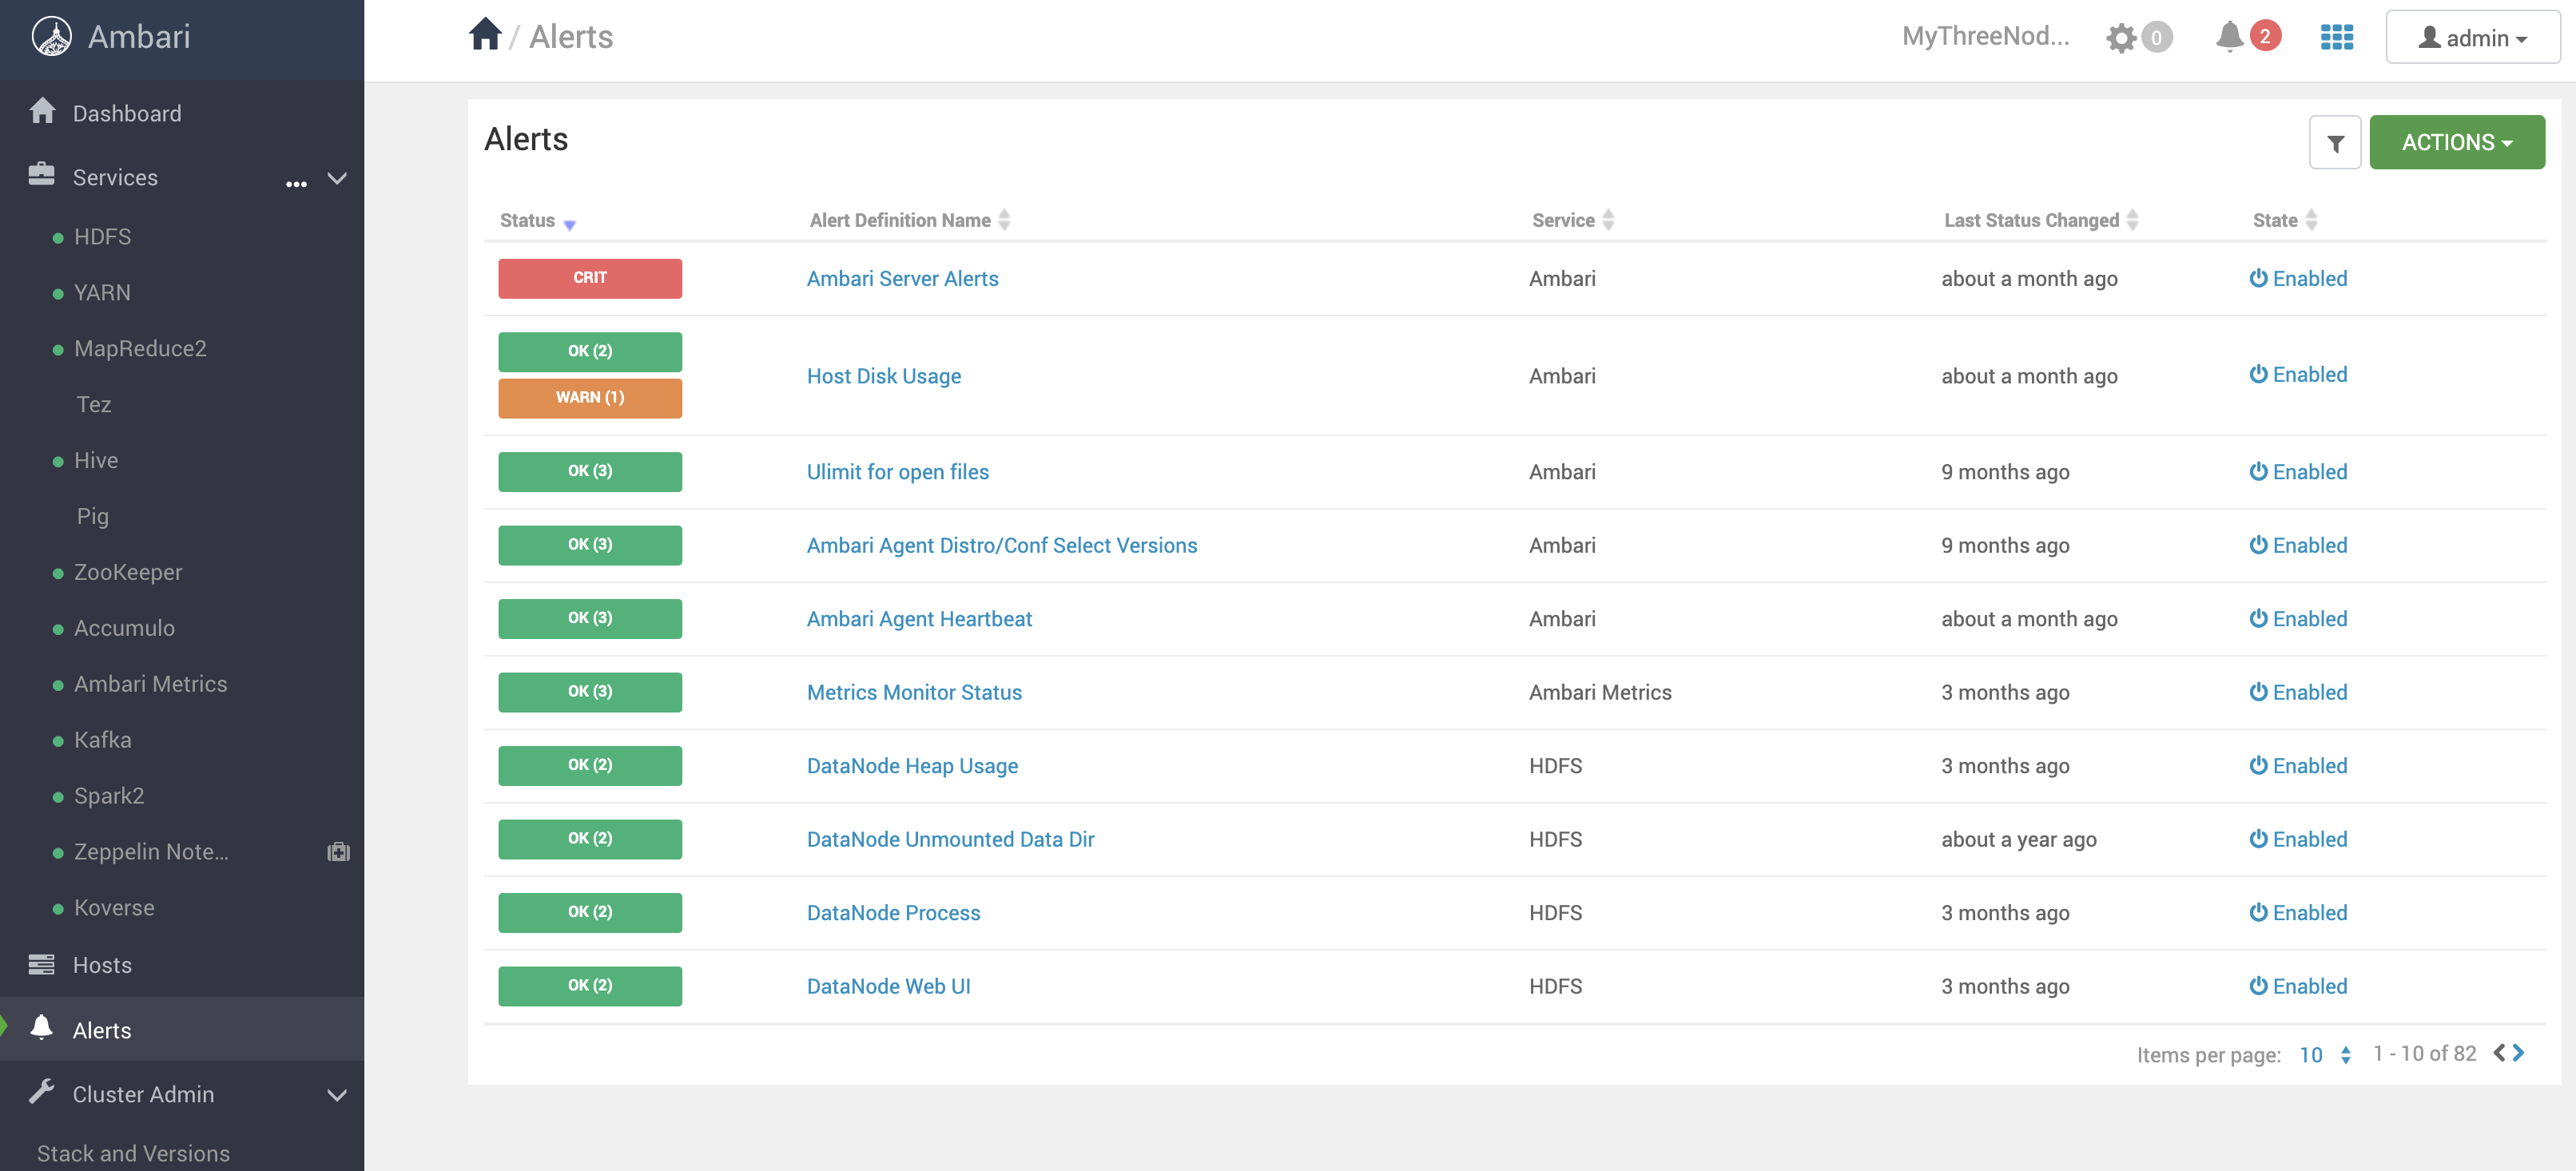 Ambari
Dashboard
Services ...
HDFS
YARN
MapReduce2
Tez
Hive
Pig
ZooKeeper
Accumulo
Ambari Metrics
Kafka
Spark2
Zeppelin Note...
Koverse
Hosts
Alerts
Cluster Admin
Stack and Versions
/ Alerts
MyThreeNod... 0 2 admin
Alerts
ACTIONS
Status Alert Definition Name Service Last Status Changed State
CRIT Ambari Server Alerts Ambari about a month ago Enabled
OK (2)
WARN (1) Host Disk Usage Ambari about a month ago Enabled
OK (3) Ulimit for open files Ambari 9 months ago Enabled
OK (3) Ambari Agent Distro/Conf Select Versions Ambari 9 months ago Enabled
OK (3) Ambari Agent Heartbeat Ambari about a month ago Enabled
OK (3) Metrics Monitor Status Ambari Metrics 3 months ago Enabled
OK (2) DataNode Heap Usage HDFS 3 months ago Enabled
OK (2) DataNode Unmounted Data Dir HDFS about a year ago Enabled
OK (2) DataNode Process HDFS 3 months ago Enabled
OK (2) DataNode Web UI HDFS 3 months ago Enabled
Items per page: 10 1 - 10 of 82